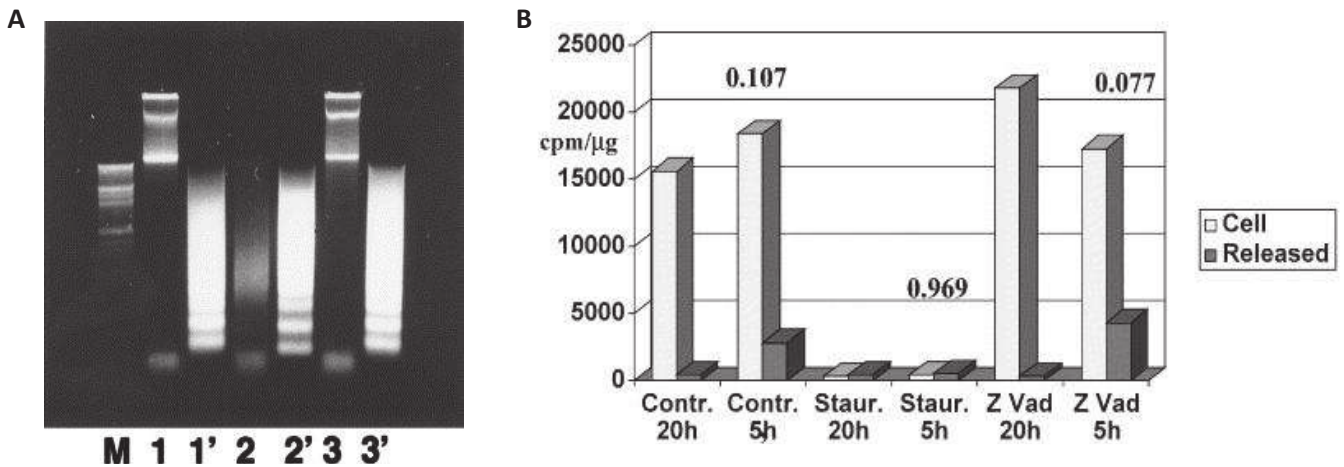 A
M 1 1' 2 2' 3 3'
B
25000
20000
15000
10000
5000
0
cpm/µg
0.107
0.969
0.077
Contr. 20h
Contr. 5h
Staur. 20h
Staur. 5h
Z Vad 20h
Z Vad 5h
Cell
Released